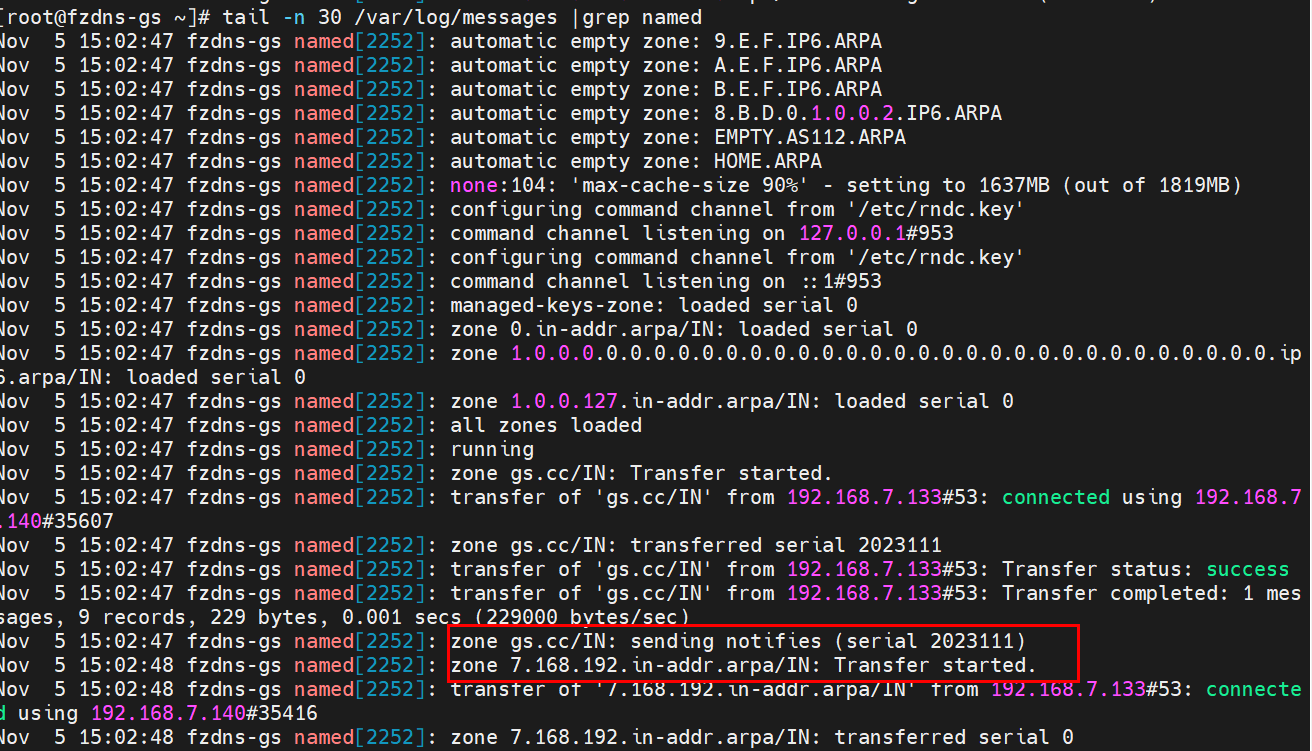 [root@fzdns-gs ~]# tail -n 30 /var/log/messages |grep named
Nov  5 15:02:47 fzdns-gs named[2252]: automatic empty zone: 9.E.F.IP6.ARPA
Nov  5 15:02:47 fzdns-gs named[2252]: automatic empty zone: A.E.F.IP6.ARPA
Nov  5 15:02:47 fzdns-gs named[2252]: automatic empty zone: B.E.F.IP6.ARPA
Nov  5 15:02:47 fzdns-gs named[2252]: automatic empty zone: 8.B.D.0.1.0.0.2.IP6.ARPA
Nov  5 15:02:47 fzdns-gs named[2252]: automatic empty zone: EMPTY.AS112.ARPA
Nov  5 15:02:47 fzdns-gs named[2252]: automatic empty zone: HOME.ARPA
Nov  5 15:02:47 fzdns-gs named[2252]: none:104: 'max-cache-size 90%' - setting to 1637MB (out of 1819MB)
Nov  5 15:02:47 fzdns-gs named[2252]: configuring command channel from '/etc/rndc.key'
Nov  5 15:02:47 fzdns-gs named[2252]: command channel listening on 127.0.0.1#953
Nov  5 15:02:47 fzdns-gs named[2252]: configuring command channel from '/etc/rndc.key'
Nov  5 15:02:47 fzdns-gs named[2252]: command channel listening on ::1#953
Nov  5 15:02:47 fzdns-gs named[2252]: managed-keys-zone: loaded serial 0
Nov  5 15:02:47 fzdns-gs named[2252]: zone 0.in-addr.arpa/IN: loaded serial 0
Nov  5 15:02:47 fzdns-gs named[2252]: zone 1.0.0.0.0.0.0.0.0.0.0.0.0.0.0.0.0.0.0.0.0.0.0.0.0.0.0.0.0.0.0.0.ip
6.arpa/IN: loaded serial 0
Nov  5 15:02:47 fzdns-gs named[2252]: zone 1.0.0.127.in-addr.arpa/IN: loaded serial 0
Nov  5 15:02:47 fzdns-gs named[2252]: all zones loaded
Nov  5 15:02:47 fzdns-gs named[2252]: running
Nov  5 15:02:47 fzdns-gs named[2252]: zone gs.cc/IN: Transfer started.
Nov  5 15:02:47 fzdns-gs named[2252]: transfer of 'gs.cc/IN' from 192.168.7.133#53: connected using 192.168.7
.140#35607
Nov  5 15:02:47 fzdns-gs named[2252]: zone gs.cc/IN: transferred serial 2023111
Nov  5 15:02:47 fzdns-gs named[2252]: transfer of 'gs.cc/IN' from 192.168.7.133#53: Transfer status: success
Nov  5 15:02:47 fzdns-gs named[2252]: transfer of 'gs.cc/IN' from 192.168.7.133#53: Transfer completed: 1 mes
sages, 9 records, 229 bytes, 0.001 secs (229000 bytes/sec)
Nov  5 15:02:47 fzdns-gs named[2252]: zone gs.cc/IN: sending notifies (serial 2023111)
Nov  5 15:02:48 fzdns-gs named[2252]: zone 7.168.192.in-addr.arpa/IN: Transfer started.
Nov  5 15:02:48 fzdns-gs named[2252]: transfer of '7.168.192.in-addr.arpa/IN' from 192.168.7.133#53: connecte
d using 192.168.7.140#35416
Nov  5 15:02:48 fzdns-gs named[2252]: zone 7.168.192.in-addr.arpa/IN: transferred serial 0